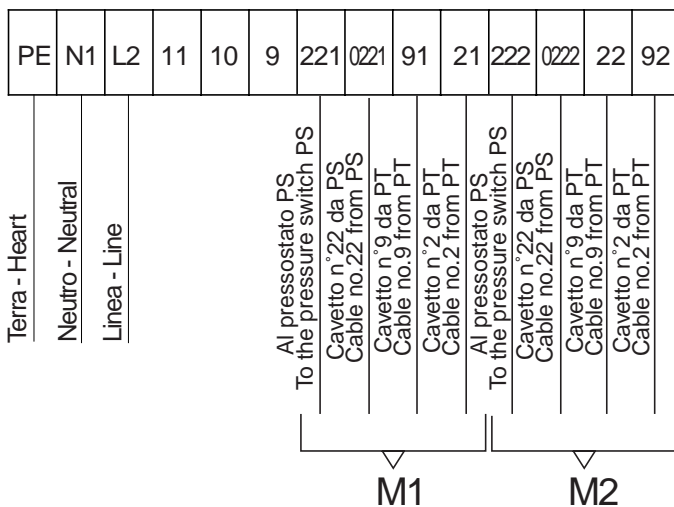 PE N1 L2 11 10 9 221 0221 91 21 222 0222 22 92
Terra - Heart
Neutro - Neutral
Linea - Line
Al pressostato PS
To the pressure switch PS
Cavetto n°22 da PS
Cable no.22 from PS
Cavetto n°9 da PT
Cable no.9 from PT
Cavetto n°2 da PT
Cable no.2 from PT
Al pressostato PS
To the pressure switch PS
Cavetto n°22 da PS
Cable no.22 from PS
Cavetto n°9 da PT
Cable no.9 from PT
Cavetto n°2 da PT
Cable no.2 from PT
M1
M2